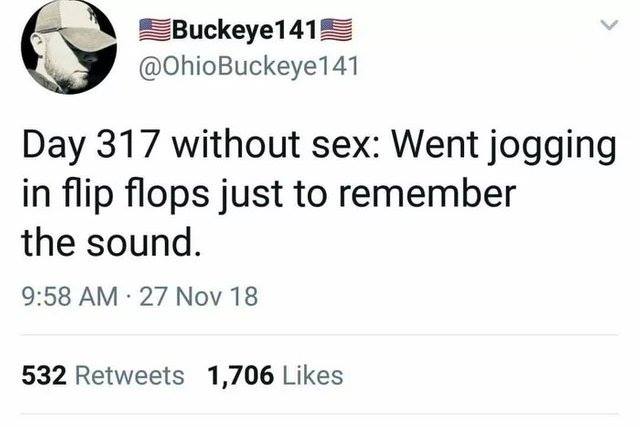 🇺🇸Buckeye141🇺🇸
@OhioBuckeye141
Day 317 without sex: Went jogging
in flip flops just to remember
the sound.
9:58 AM · 27 Nov 18
532 Retweets 1,706 Likes